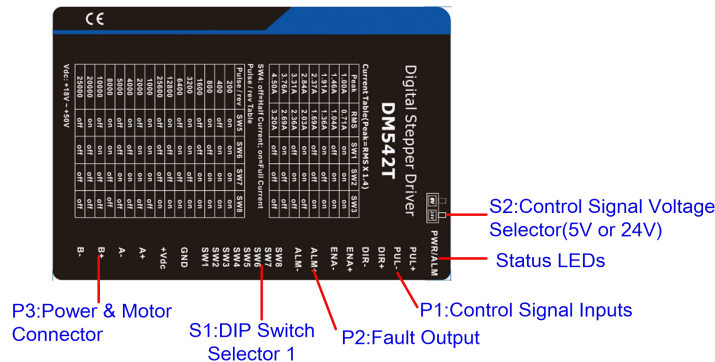 CE
Digital Stepper Driver
DM542T
Current Table(Peak=RMS X 1.4)
Peak RMS SW1 SW2 SW3
1.00A 0.71A on on on
1.46A 1.04A off on on
1.91A 1.36A on off on
2.37A 1.69A off off on
2.84A 2.03A on on off
3.31A 2.36A off on off
3.76A 2.69A on off off
4.50A 3.20A off off off
SW4: off=Half Current; on=Full Current
Pulse/rev Table
Pulse/rev SW5 SW6 SW7 SW8
200 on on on on
400 off on on on
800 on off on on
1600 off off on on
3200 on on off on
6400 off on off on
12800 on off off on
25600 off off off on
1000 on on on off
2000 off on on off
4000 on off on off
5000 off off on off
8000 on on off off
10000 off on off off
20000 on off off off
25000 off off off off
Vdc: +18V ~ +50V
5V 24V
PWR/ALM
PUL+
PUL-
DIR+
DIR-
ENA+
ENA-
ALM+
ALM-
SW8
SW7
SW6
SW5
SW4
SW3
SW2
SW1
GND
+Vdc
A+
A-
B+
B-
S2:Control Signal Voltage
Selector(5V or 24V)
Status LEDs
P1:Control Signal Inputs
P2:Fault Output
S1:DIP Switch
Selector 1
P3:Power & Motor
Connector